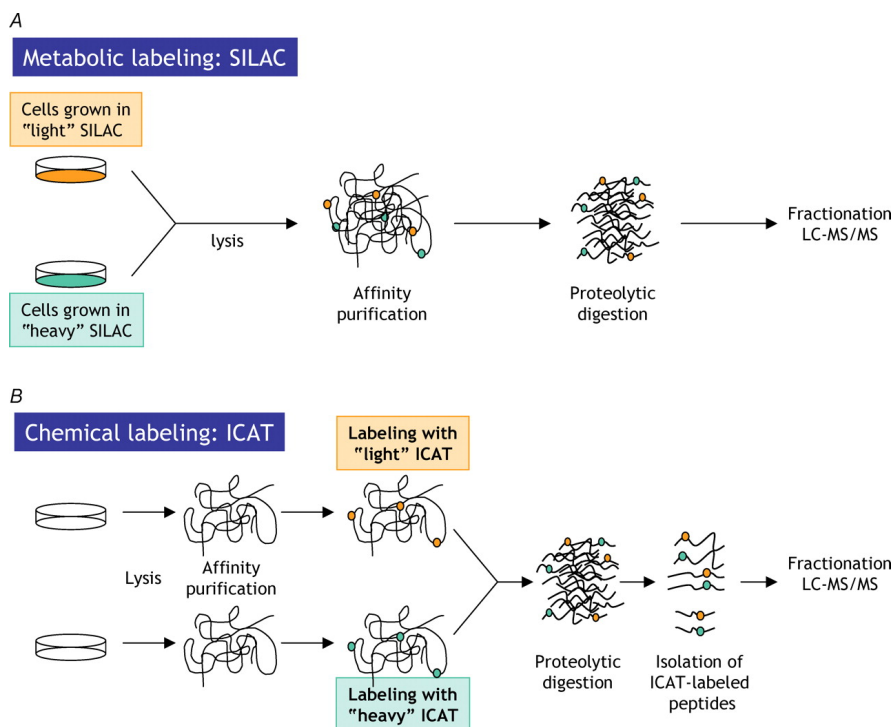 A
Metabolic labeling: SILAC
Cells grown in
"light" SILAC
lysis
Cells grown in
"heavy" SILAC
Affinity
purification
Proteolytic
digestion
Fractionation
LC-MS/MS
B
Chemical labeling: ICAT
Labeling with
"light" ICAT
Lysis
Affinity
purification
Labeling with
"heavy" ICAT
Proteolytic
digestion
Isolation of
ICAT-labeled
peptides
Fractionation
LC-MS/MS